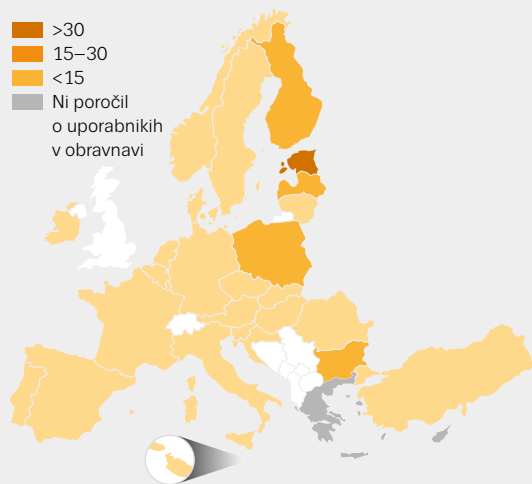 >30
15–30
<15
Ni poročil
o uporabnikih
v obravnavi